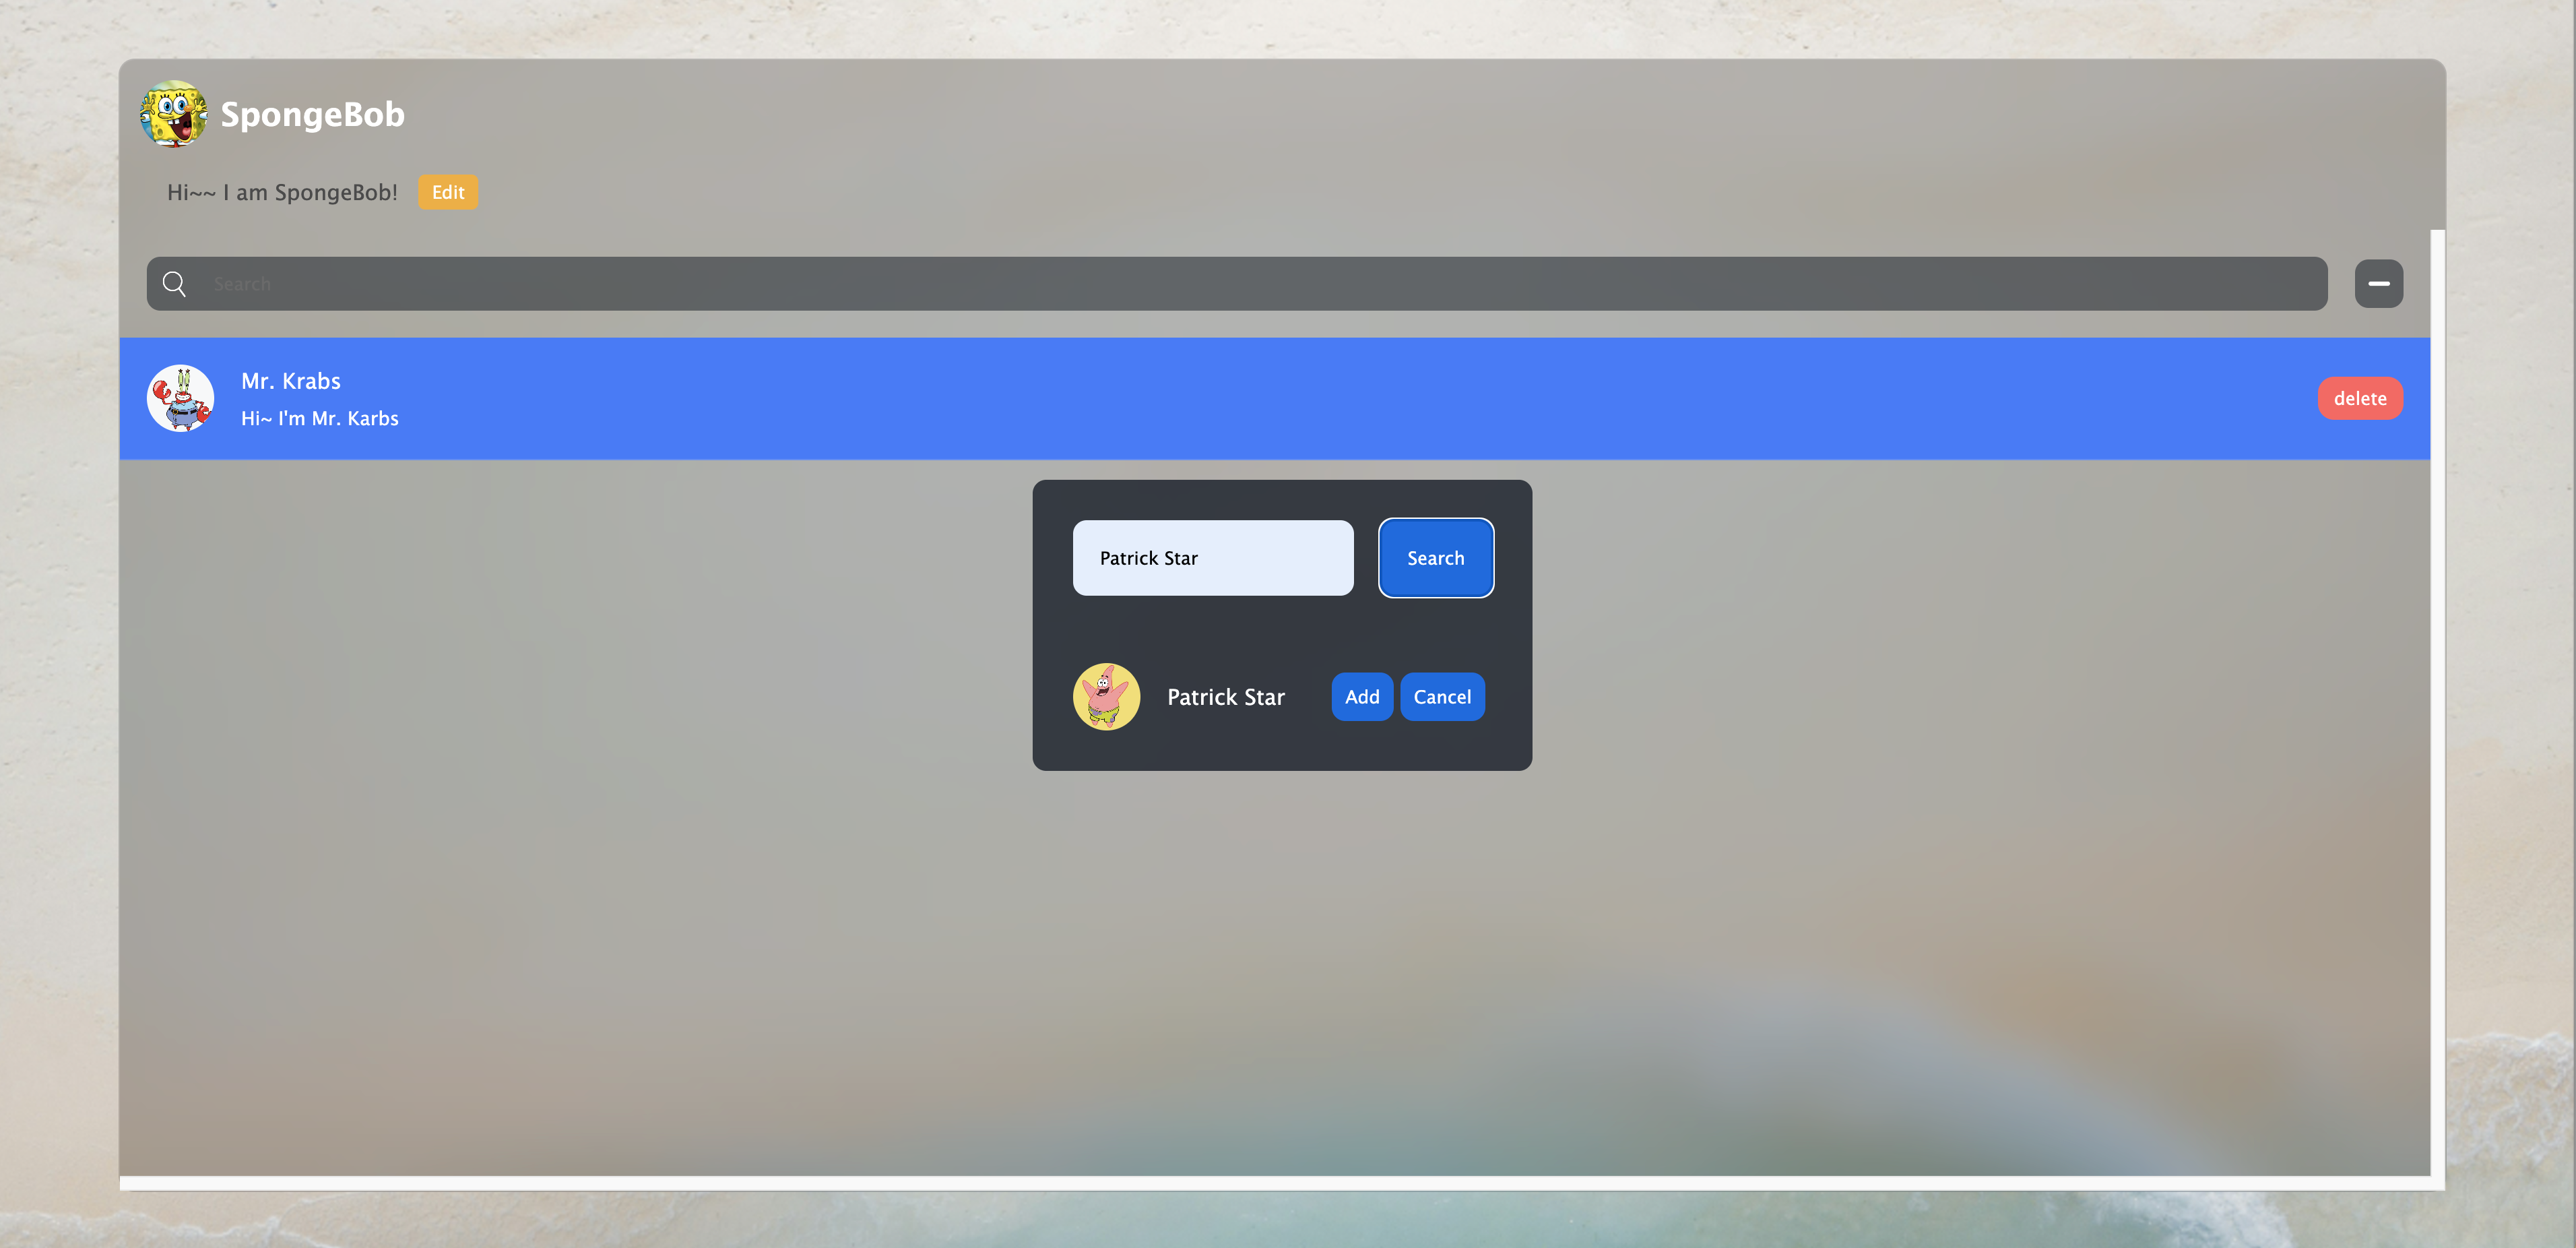 SpongeBob
Hi~~ I am SpongeBob!
Edit
Search
Mr. Krabs
Hi~ I'm Mr. Karbs
delete
Patrick Star
Search
Patrick Star
Add
Cancel